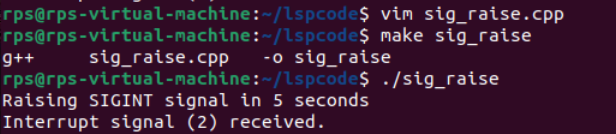 rps@rps-virtual-machine:~/lspcode$ vim sig_raise.cpp
rps@rps-virtual-machine:~/lspcode$ make sig_raise
g++     sig_raise.cpp   -o sig_raise
rps@rps-virtual-machine:~/lspcode$ ./sig_raise
Raising SIGINT signal in 5 seconds
Interrupt signal (2) received.